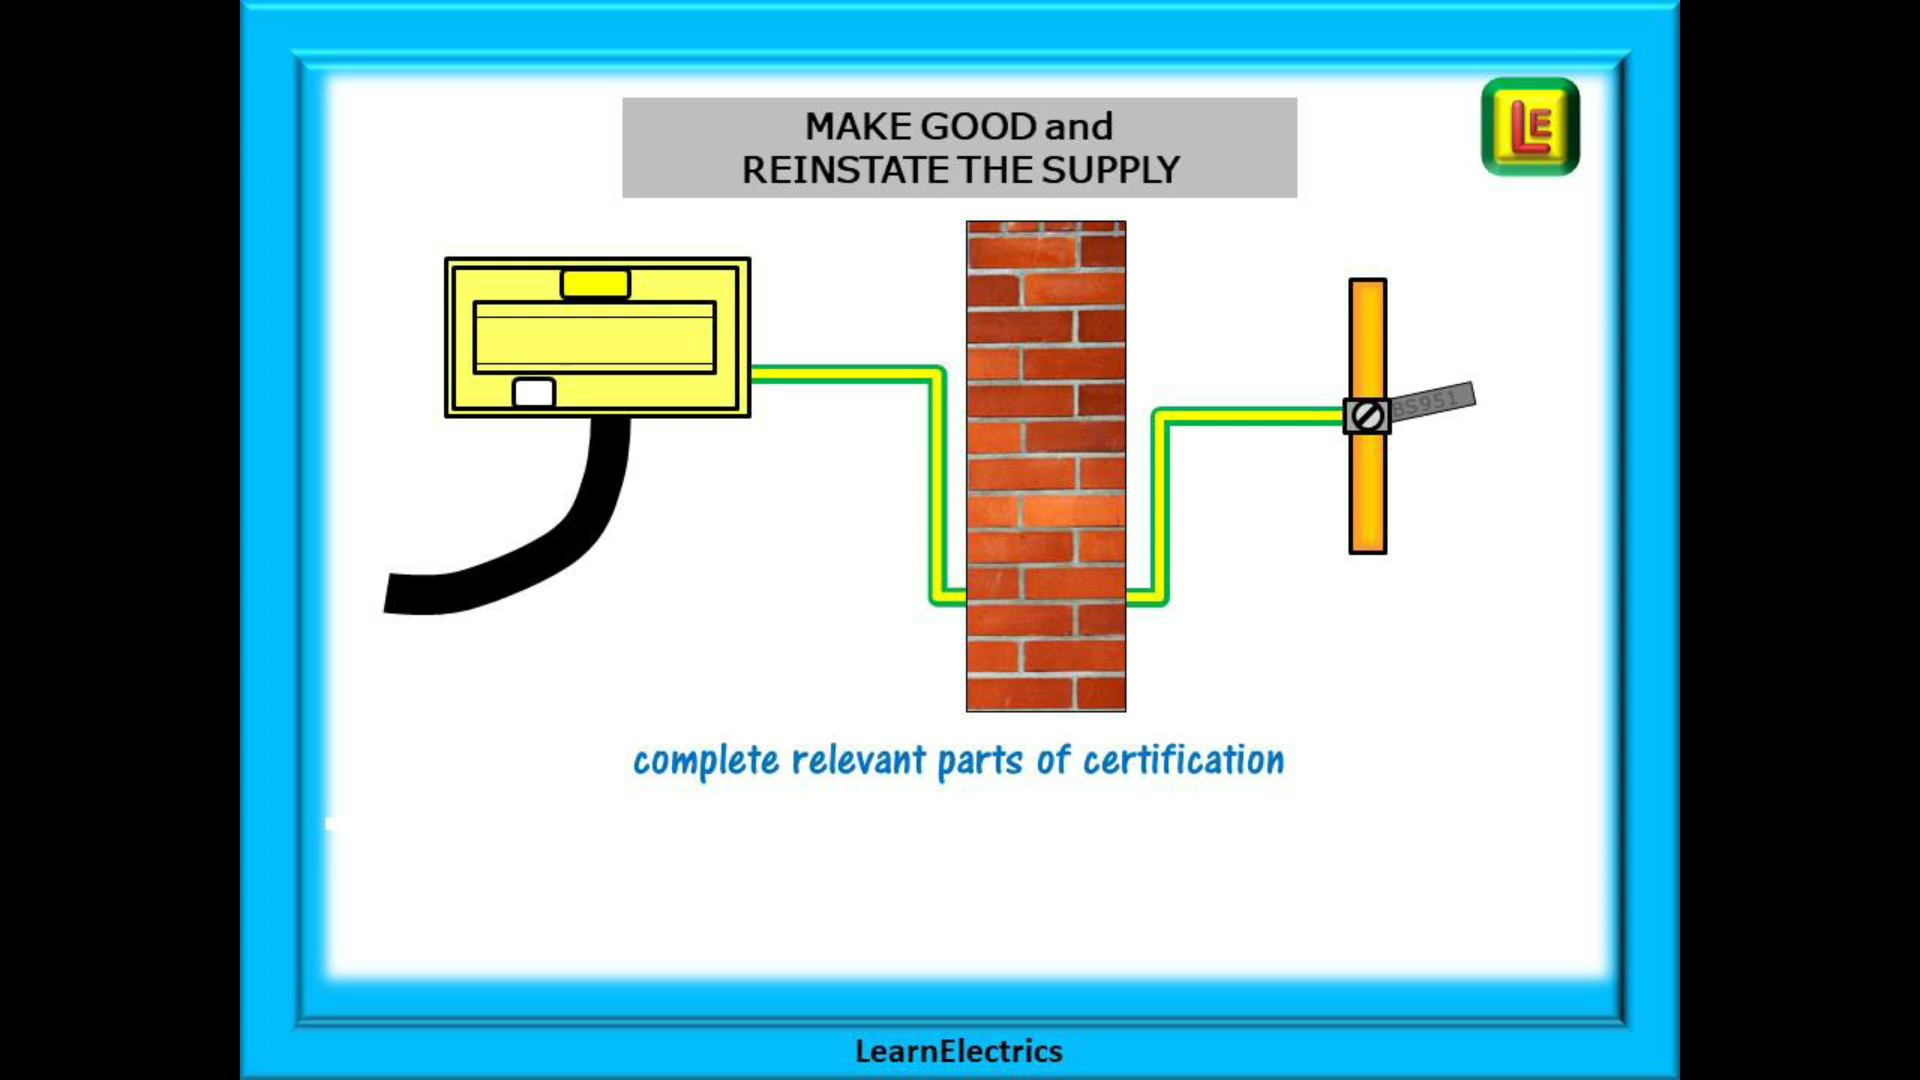 MAKE GOOD and
REINSTATE THE SUPPLY
LE
BS951
complete relevant parts of certification
LearnElectrics